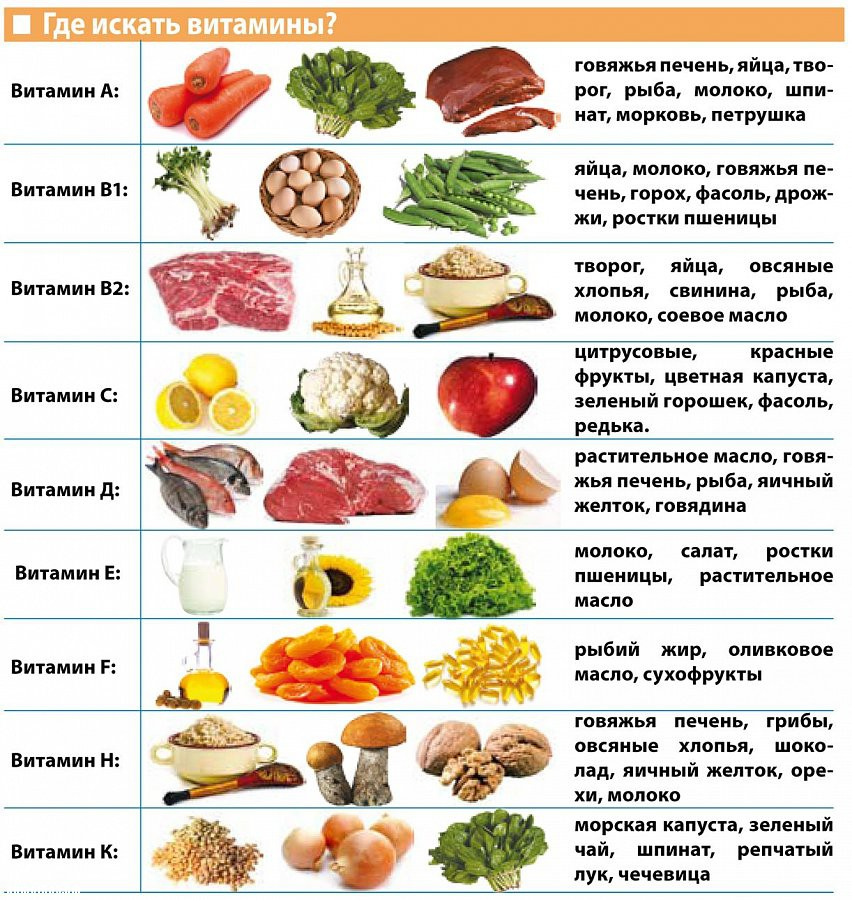 Где искать витамины?
Витамин А:
говяжья печень, яйца, тво-
рог, рыба, молоко, шпи-
нат, морковь, петрушка
Витамин В1:
яйца, молоко, говяжья пе-
чень, горох, фасоль, дрож-
жи, ростки пшеницы
Витамин В2:
творог, яйца, овсяные
хлопья, свинина, рыба,
молоко, соевое масло
Витамин С:
цитрусовые, красные
фрукты, цветная капуста,
зеленый горошек, фасоль,
редька.
Витамин Д:
растительное масло, говя-
жья печень, рыба, яичный
желток, говядина
Витамин Е:
молоко, салат, ростки
пшеницы, растительное
масло
Витамин F:
рыбий жир, оливковое
масло, сухофрукты
Витамин Н:
говяжья печень, грибы,
овсяные хлопья, шоко-
лад, яичный желток, оре-
хи, молоко
Витамин К:
морская капуста, зеленый
чай, шпинат, репчатый
лук, чечевица